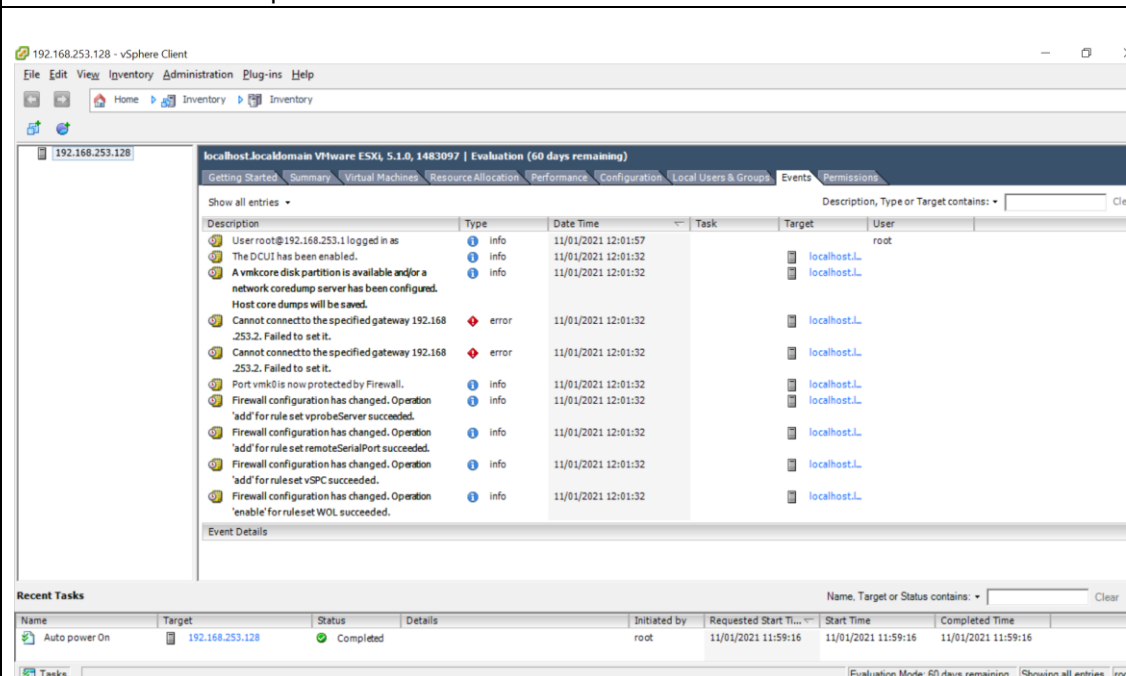 192.168.253.128 - vSphere Client
File Edit View Inventory Administration Plug-ins Help
Home Inventory Inventory
192.168.253.128
localhost.localdomain VMware ESXi, 5.1.0, 1483097 | Evaluation (60 days remaining)
Getting Started Summary Virtual Machines Resource Allocation Performance Configuration Local Users & Groups Events Permissions
Show all entries Description, Type or Target contains: Cle
Description Type Date Time Task Target User
User root@192.168.253.1 logged in as info 11/01/2021 12:01:57 root
The DCUI has been enabled. info 11/01/2021 12:01:32 localhost.l...
A vmkcore disk partition is available and/or a info 11/01/2021 12:01:32 localhost.l...
network coredump server has been configured.
Host core dumps will be saved.
Cannot connect to the specified gateway 192.168 error 11/01/2021 12:01:32 localhost.l...
.253.2. Failed to set it.
Cannot connect to the specified gateway 192.168 error 11/01/2021 12:01:32 localhost.l...
.253.2. Failed to set it.
Port vmk0 is now protected by Firewall. info 11/01/2021 12:01:32 localhost.l...
Firewall configuration has changed. Operation info 11/01/2021 12:01:32 localhost.l...
'add' for rule set vprobeServer succeeded.
Firewall configuration has changed. Operation info 11/01/2021 12:01:32 localhost.l...
'add' for rule set remoteSerialPort succeeded.
Firewall configuration has changed. Operation info 11/01/2021 12:01:32 localhost.l...
'add' for rule set vSPC succeeded.
Firewall configuration has changed. Operation info 11/01/2021 12:01:32 localhost.l...
'enable' for rule set WOL succeeded.
Event Details
Recent Tasks Name, Target or Status contains: Clear
Name Target Status Details Initiated by Requested Start Ti... Start Time Completed Time
Auto power On 192.168.253.128 Completed root 11/01/2021 11:59:16 11/01/2021 11:59:16 11/01/2021 11:59:16
Tasks Evaluation Mode: 60 days remaining Showing all entries